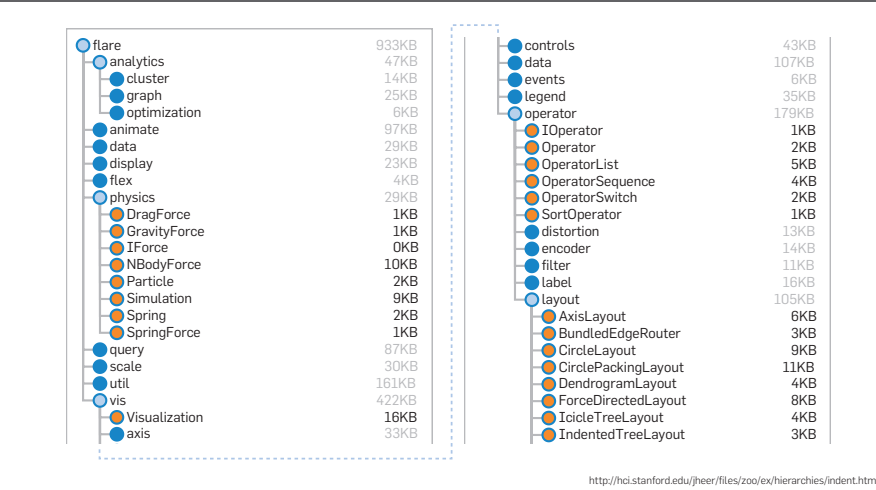 flare 933KB
analytics 47KB
cluster 14KB
graph 25KB
optimization 6KB
animate 97KB
data 29KB
display 23KB
flex 4KB
physics 29KB
DragForce 1KB
GravityForce 1KB
IForce 0KB
NBodyForce 10KB
Particle 2KB
Simulation 9KB
Spring 2KB
SpringForce 1KB
query 87KB
scale 30KB
util 161KB
vis 422KB
Visualization 16KB
axis 33KB
controls 43KB
data 107KB
events 6KB
legend 35KB
operator 179KB
IOperator 1KB
Operator 2KB
OperatorList 5KB
OperatorSequence 4KB
OperatorSwitch 2KB
SortOperator 1KB
distortion 13KB
encoder 14KB
filter 11KB
label 16KB
layout 105KB
AxisLayout 6KB
BundledEdgeRouter 3KB
CircleLayout 9KB
CirclePackingLayout 11KB
DendrogramLayout 4KB
ForceDirectedLayout 8KB
IcicleTreeLayout 4KB
IndentedTreeLayout 3KB
http://hci.stanford.edu/jheer/files/zoo/ex/hierarchies/indent.htm